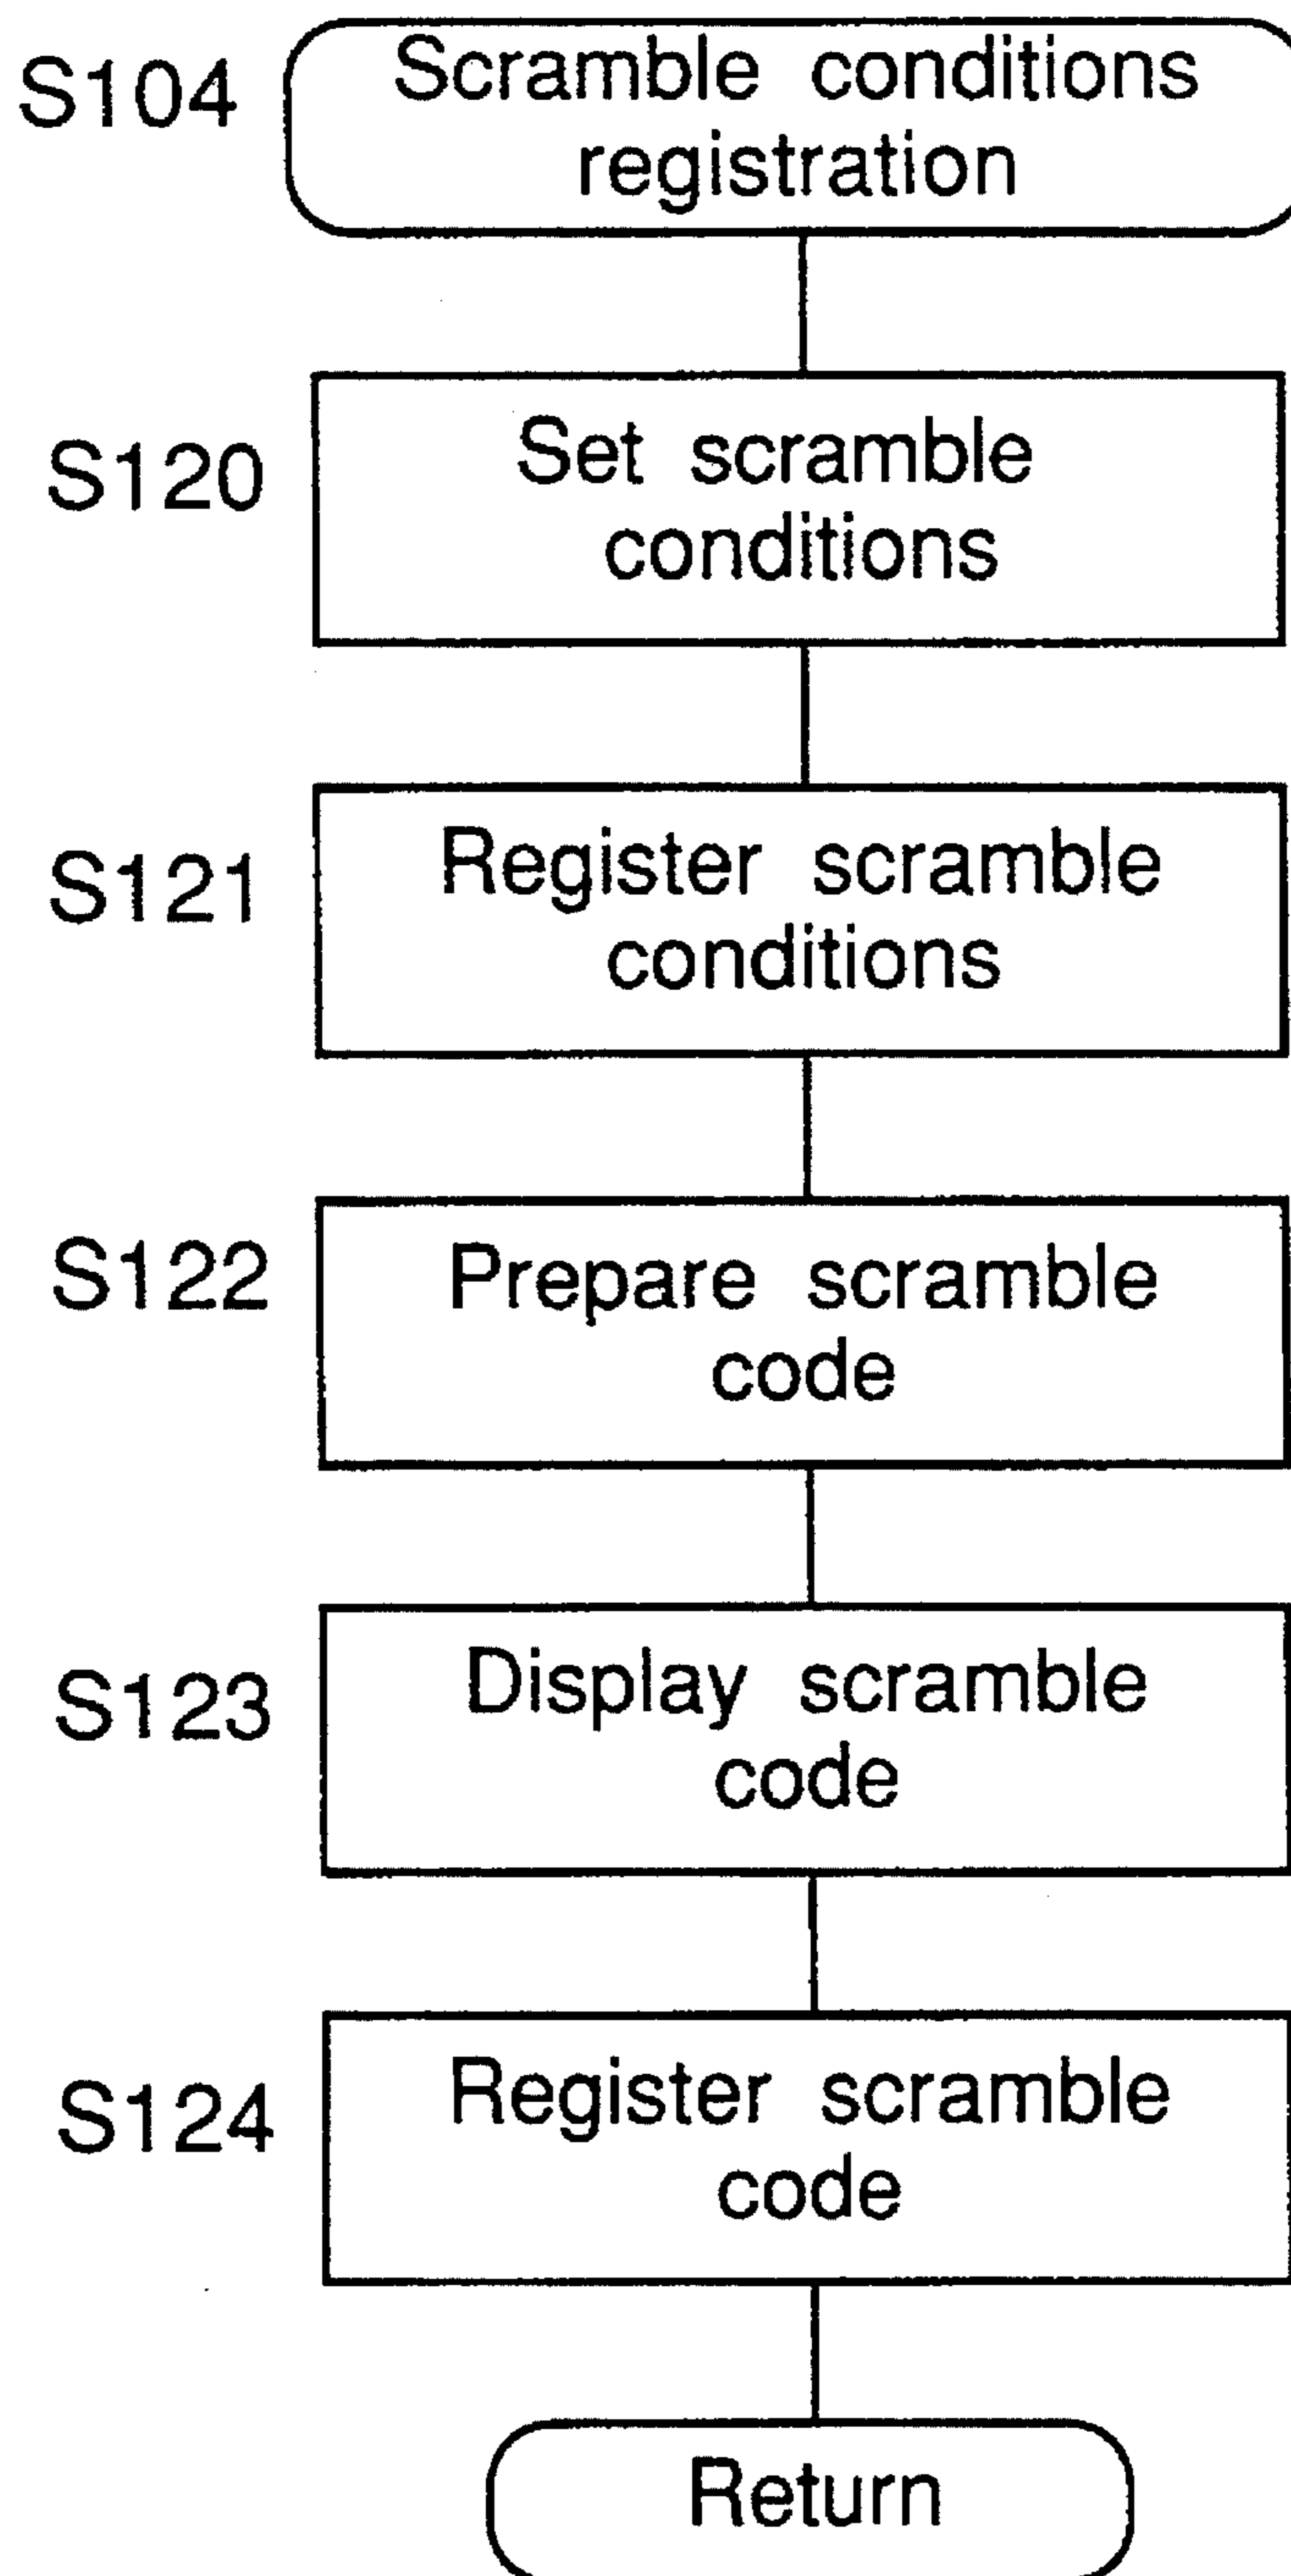 S104
Scramble conditions
registration
S120
Set scramble
conditions
S121
Register scramble
conditions
S122
Prepare scramble
code
S123
Display scramble
code
S124
Register scramble
code
Return